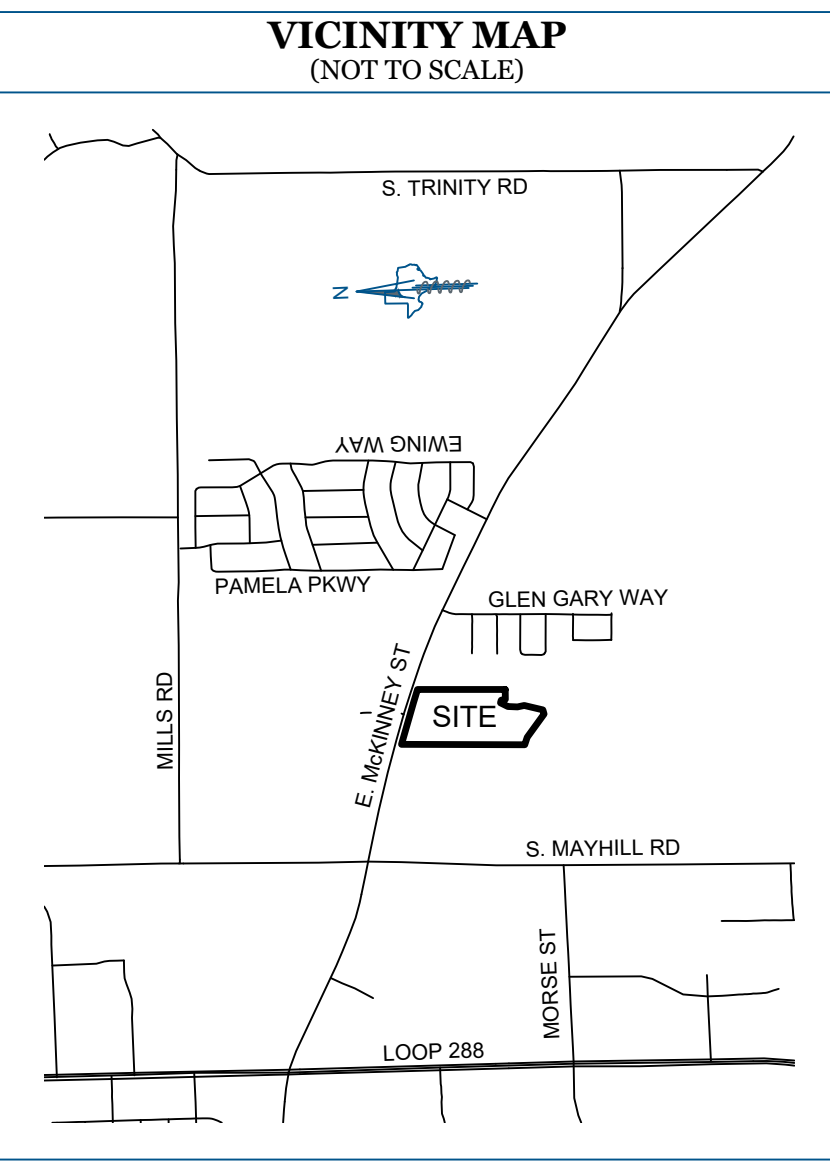 VICINITY MAP
(NOT TO SCALE)
S. TRINITY RD
N
EWING WAY
PAMELA PKWY
GLEN GARY WAY
MILLS RD
E. McKINNEY ST
SITE
S. MAYHILL RD
MORSE ST
LOOP 288